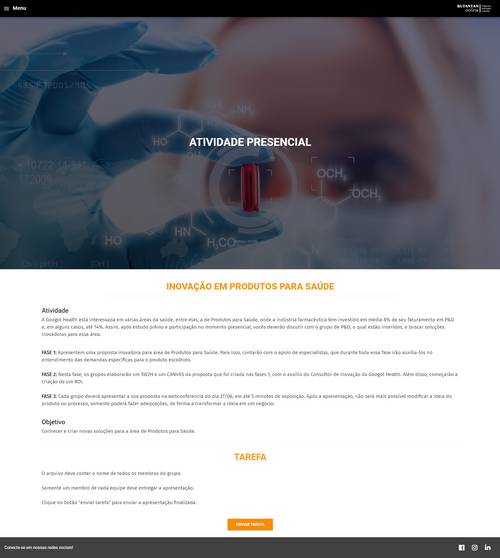 Menu
BUTANTAN
online
ATIVIDADE PRESENCIAL
HO
HN
H₃CO
OCH₃
OCH₃
HO
INOVAÇÃO EM PRODUTOS PARA SAÚDE
Atividade
A Googol Health está interessada em várias áreas da saúde, entre elas, a de Produtos para Saúde, onde a indústria farmacêutica tem investido em média 8% de seu faturamento em P&D
e, em alguns casos, até 14%. Assim, após estudo prévio e participação no momento presencial, vocês deverão discutir com o grupo de P&D, o qual estão inseridos, e buscar soluções
inovadoras para essa área.
FASE 1: Apresentem uma proposta inovadora para área de Produtos para Saúde. Para isso, contarão com o apoio de especialistas, que durante toda essa fase irão auxilia-los no
entendimento das demandas específicas para o produto escolhido.
FASE 2: Nesta fase, os grupos elaborarão um 5W2H e um CANVAS da proposta que foi criada nas fases 1, com o auxílio do Consultor de Inovação da Googol Health. Além disso, começarão a
criação de um ROI.
FASE 3: Cada grupo deverá apresentar a sua proposta na webconferência do dia 27/06, em até 5 minutos de exposição. Após a apresentação, não será mais possível modificar a ideia do
produto ou processo, somente poderá fazer adequações, de forma a transformar a ideia em um negócio.
Objetivo
Conhecer e criar novas soluções para a área de Produtos para Saúde.
TAREFA
O arquivo deve conter o nome de todos os membros do grupo.
Somente um membro de cada equipe deve entregar a apresentação.
Clique no botão "enviar tarefa" para enviar a apresentação finalizada.
ENVIAR TAREFA
Conecte-se em nossas redes sociais!